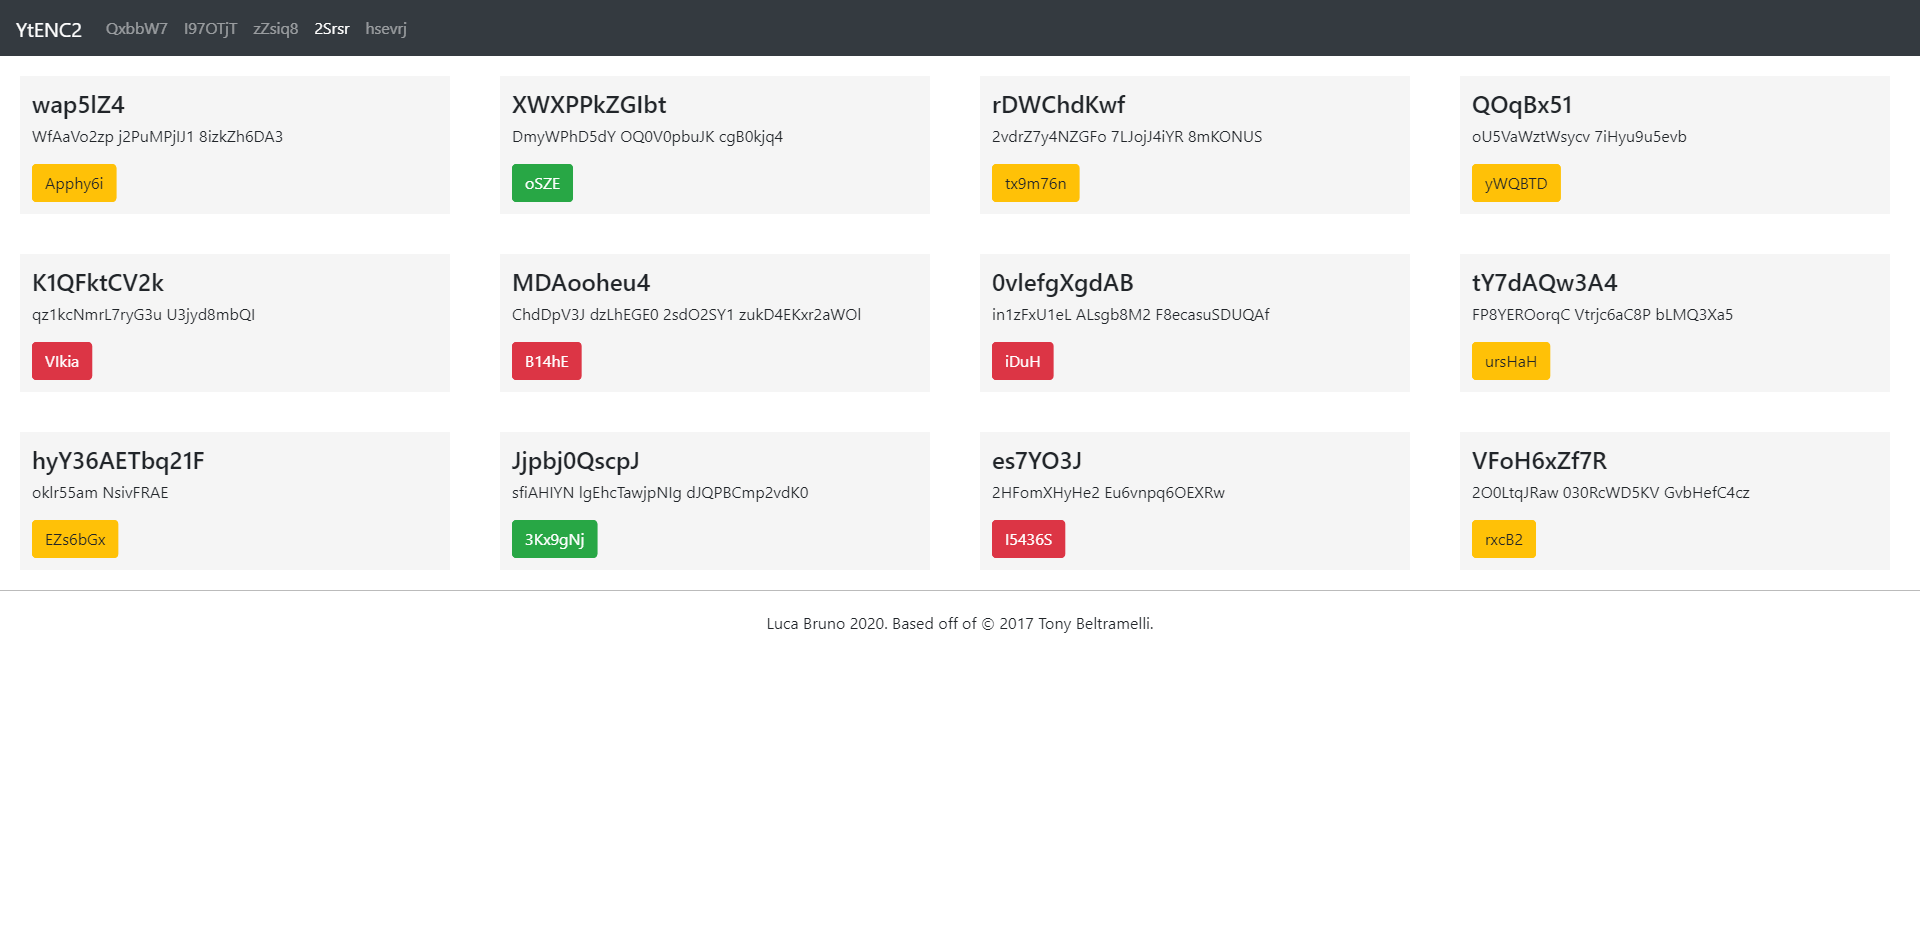 YtENC2 QxbbW7 I97OTjT zZsiq8 2Srsr hsevrj
wap5lZ4
WfAaVo2zp j2PuMPjIJ1 8izkZh6DA3
Apphy6i
XWXPPkZGIbt
DmyWPhD5dY OQ0V0pbuJK cgB0kjq4
oSZE
rDWChdKwf
2vdrZ7y4NZGFo 7LJojJ4iYR 8mKONUS
tx9m76n
QOqBx51
oU5VaWztWsycv 7iHyu9u5evb
yWQBTD
K1QFktCV2k
qz1kcNmrL7ryG3u U3jyd8mbQI
VIkia
MDAooheu4
ChdDpV3J dzLhEGE0 2sdO2SY1 zukD4EKxr2aWOl
B14hE
0vlefgXgdAB
in1zFxU1eL ALsgb8M2 F8ecasuSDUQAf
iDuH
tY7dAQw3A4
FP8YEROorqC Vtrjc6aC8P bLMQ3Xa5
ursHaH
hyY36AETbq21F
oklr55am NsivFRAE
EZs6bGx
Jjpbj0QscpJ
sfiAHIYN lgEhcTawjpNIg dJQPBCmp2vdK0
3Kx9gNj
es7YO3J
2HFomXHyHe2 Eu6vnpq6OEXRw
I5436S
VFoH6xZf7R
2O0LtqJRaw 030RcWD5KV GvbHefC4cz
rxcB2
Luca Bruno 2020. Based off of © 2017 Tony Beltramelli.